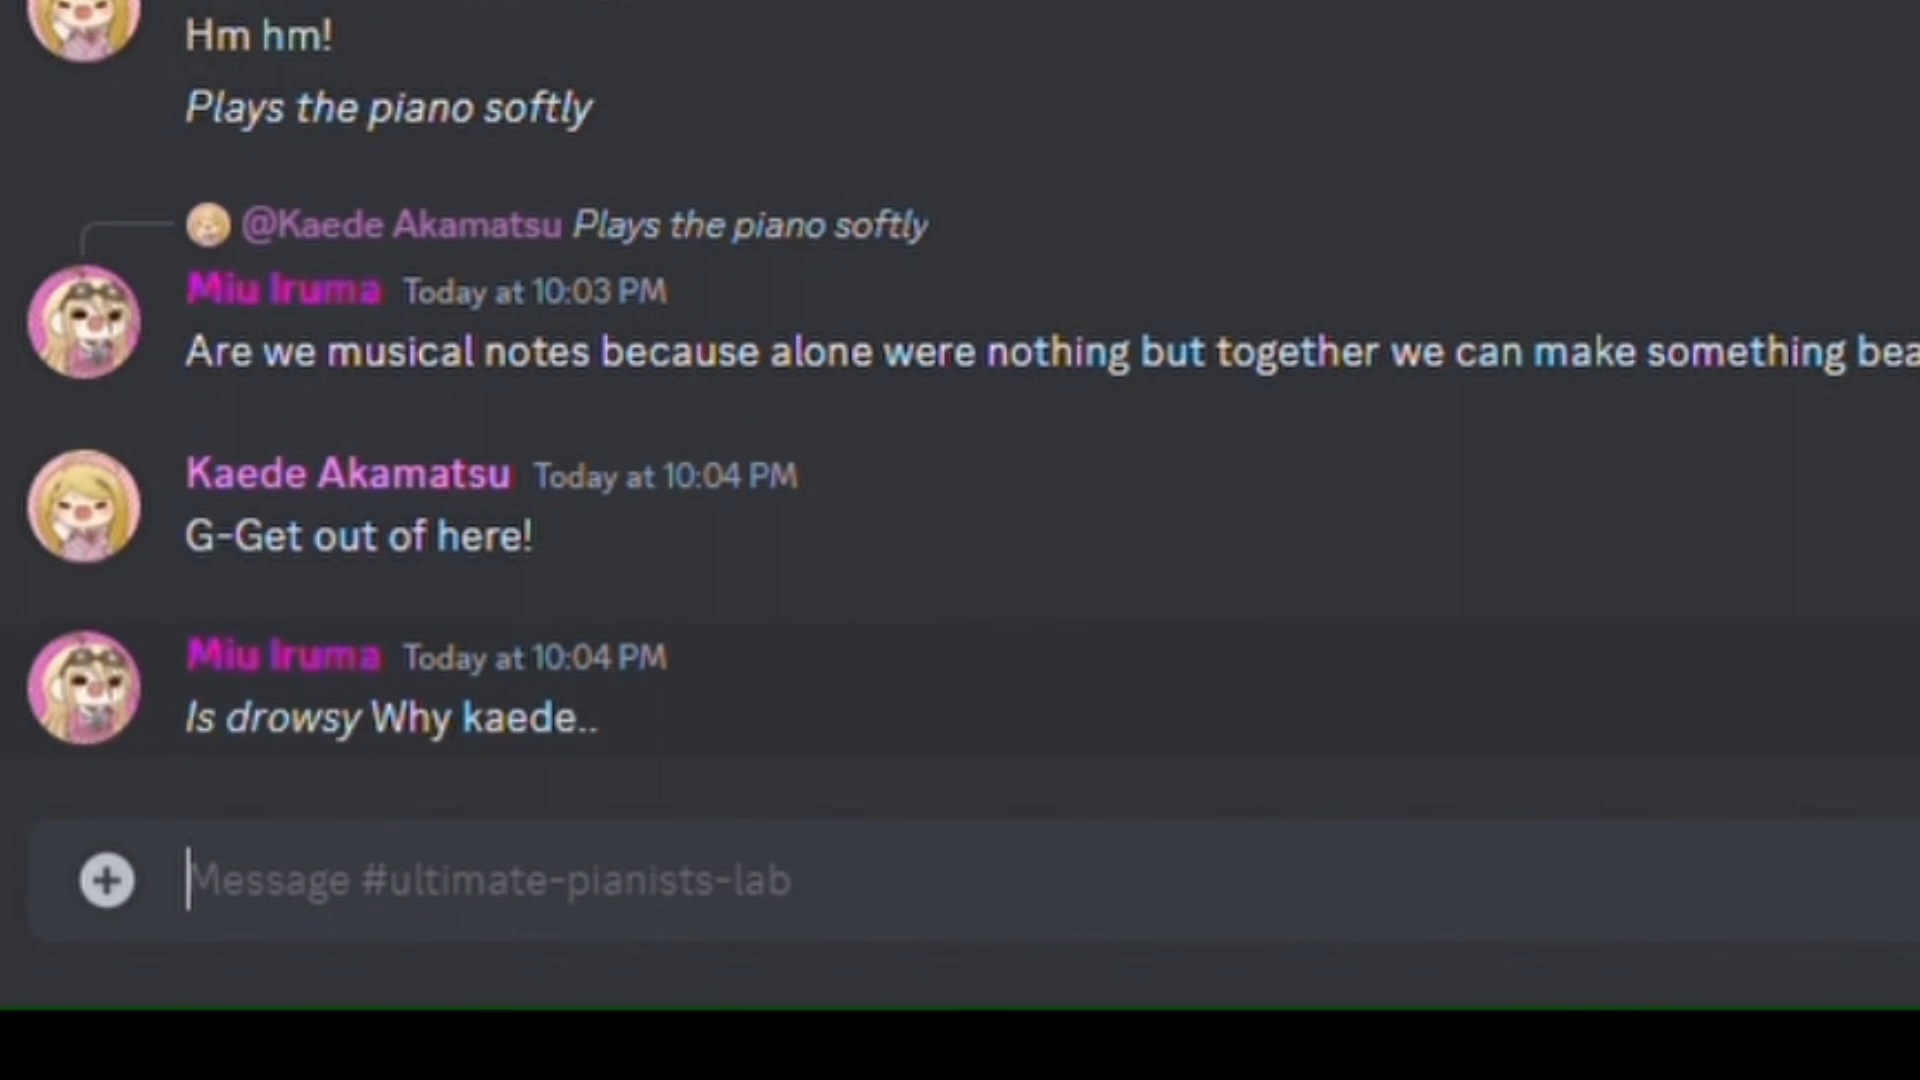 Hm hm!
Plays the piano softly
@Kaede Akamatsu Plays the piano softly
Miu Iruma Today at 10:03 PM
Are we musical notes because alone were nothing but together we can make something bea
Kaede Akamatsu Today at 10:04 PM
G-Get out of here!
Miu Iruma Today at 10:04 PM
Is drowsy Why kaede..
Message #ultimate-pianists-lab